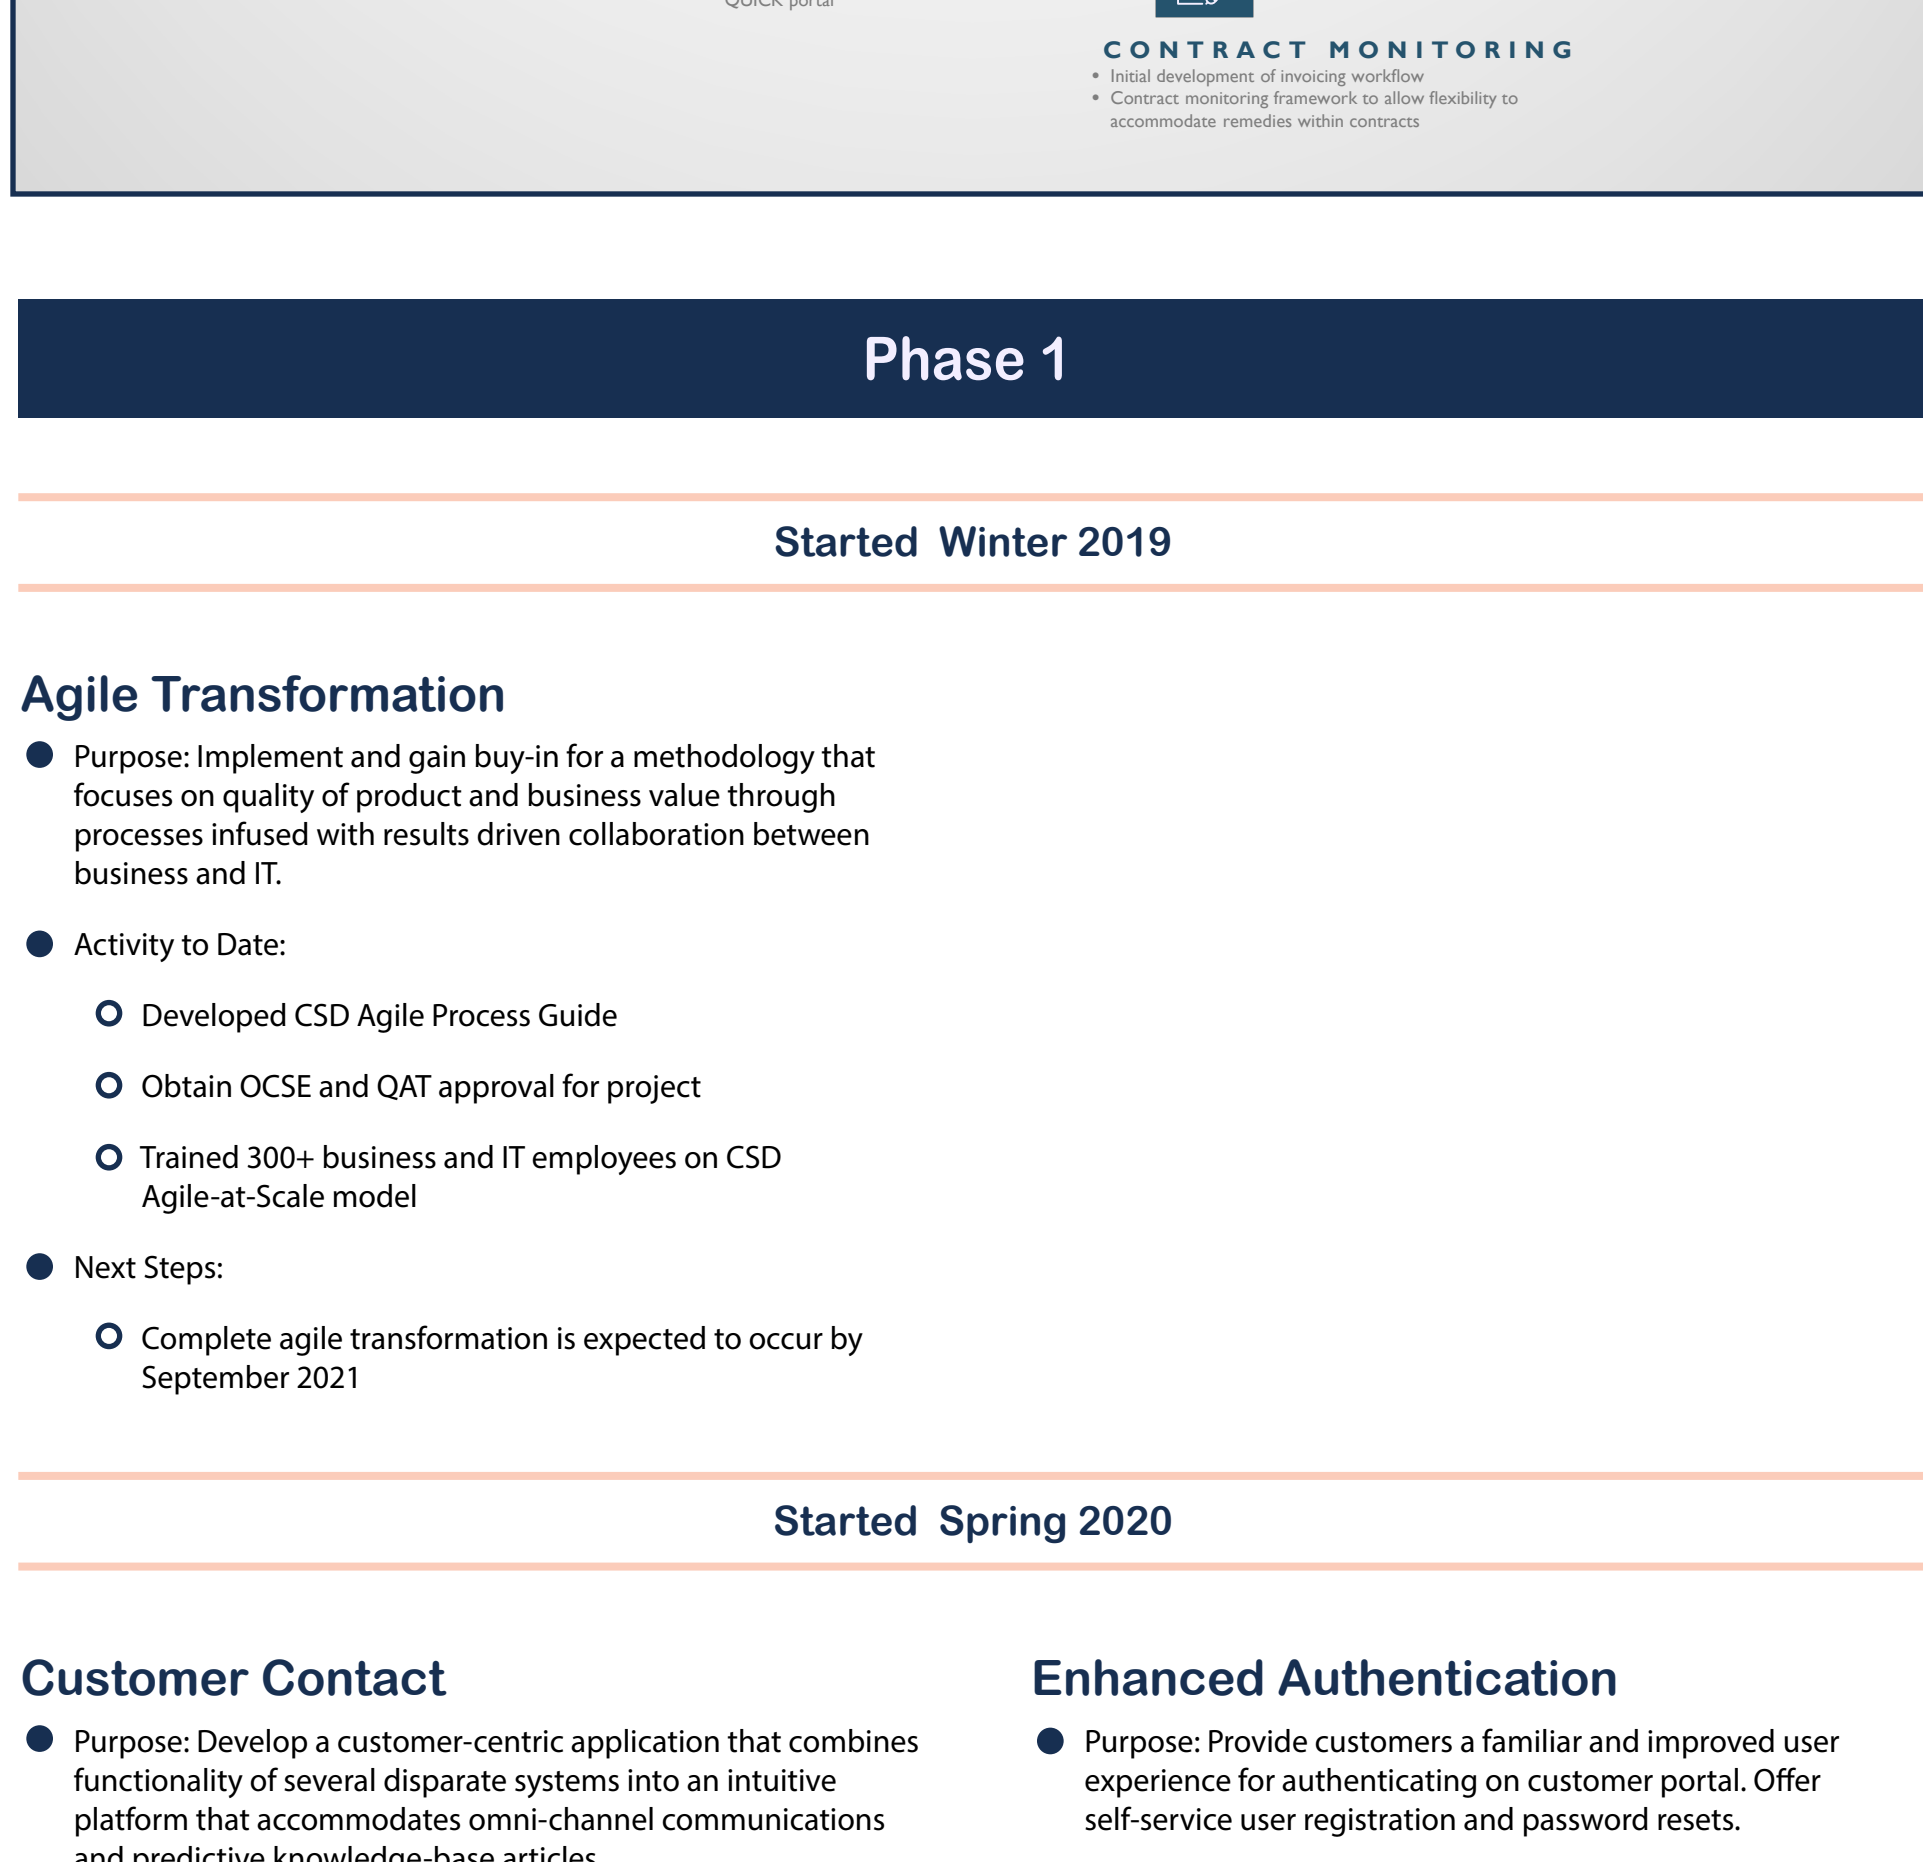 QUICK portal
CONTRACT MONITORING
• Initial development of invoicing workflow
• Contract monitoring framework to allow flexibility to
accommodate remedies within contracts
Phase 1
Started Winter 2019
Agile Transformation
Purpose: Implement and gain buy-in for a methodology that
focuses on quality of product and business value through
processes infused with results driven collaboration between
business and IT.
Activity to Date:
Developed CSD Agile Process Guide
Obtain OCSE and QAT approval for project
Trained 300+ business and IT employees on CSD
Agile-at-Scale model
Next Steps:
Complete agile transformation is expected to occur by
September 2021
Started Spring 2020
Customer Contact
Purpose: Develop a customer-centric application that combines
functionality of several disparate systems into an intuitive
platform that accommodates omni-channel communications
and predictive knowledge-base articles
Enhanced Authentication
Purpose: Provide customers a familiar and improved user
experience for authenticating on customer portal. Offer
self-service user registration and password resets.